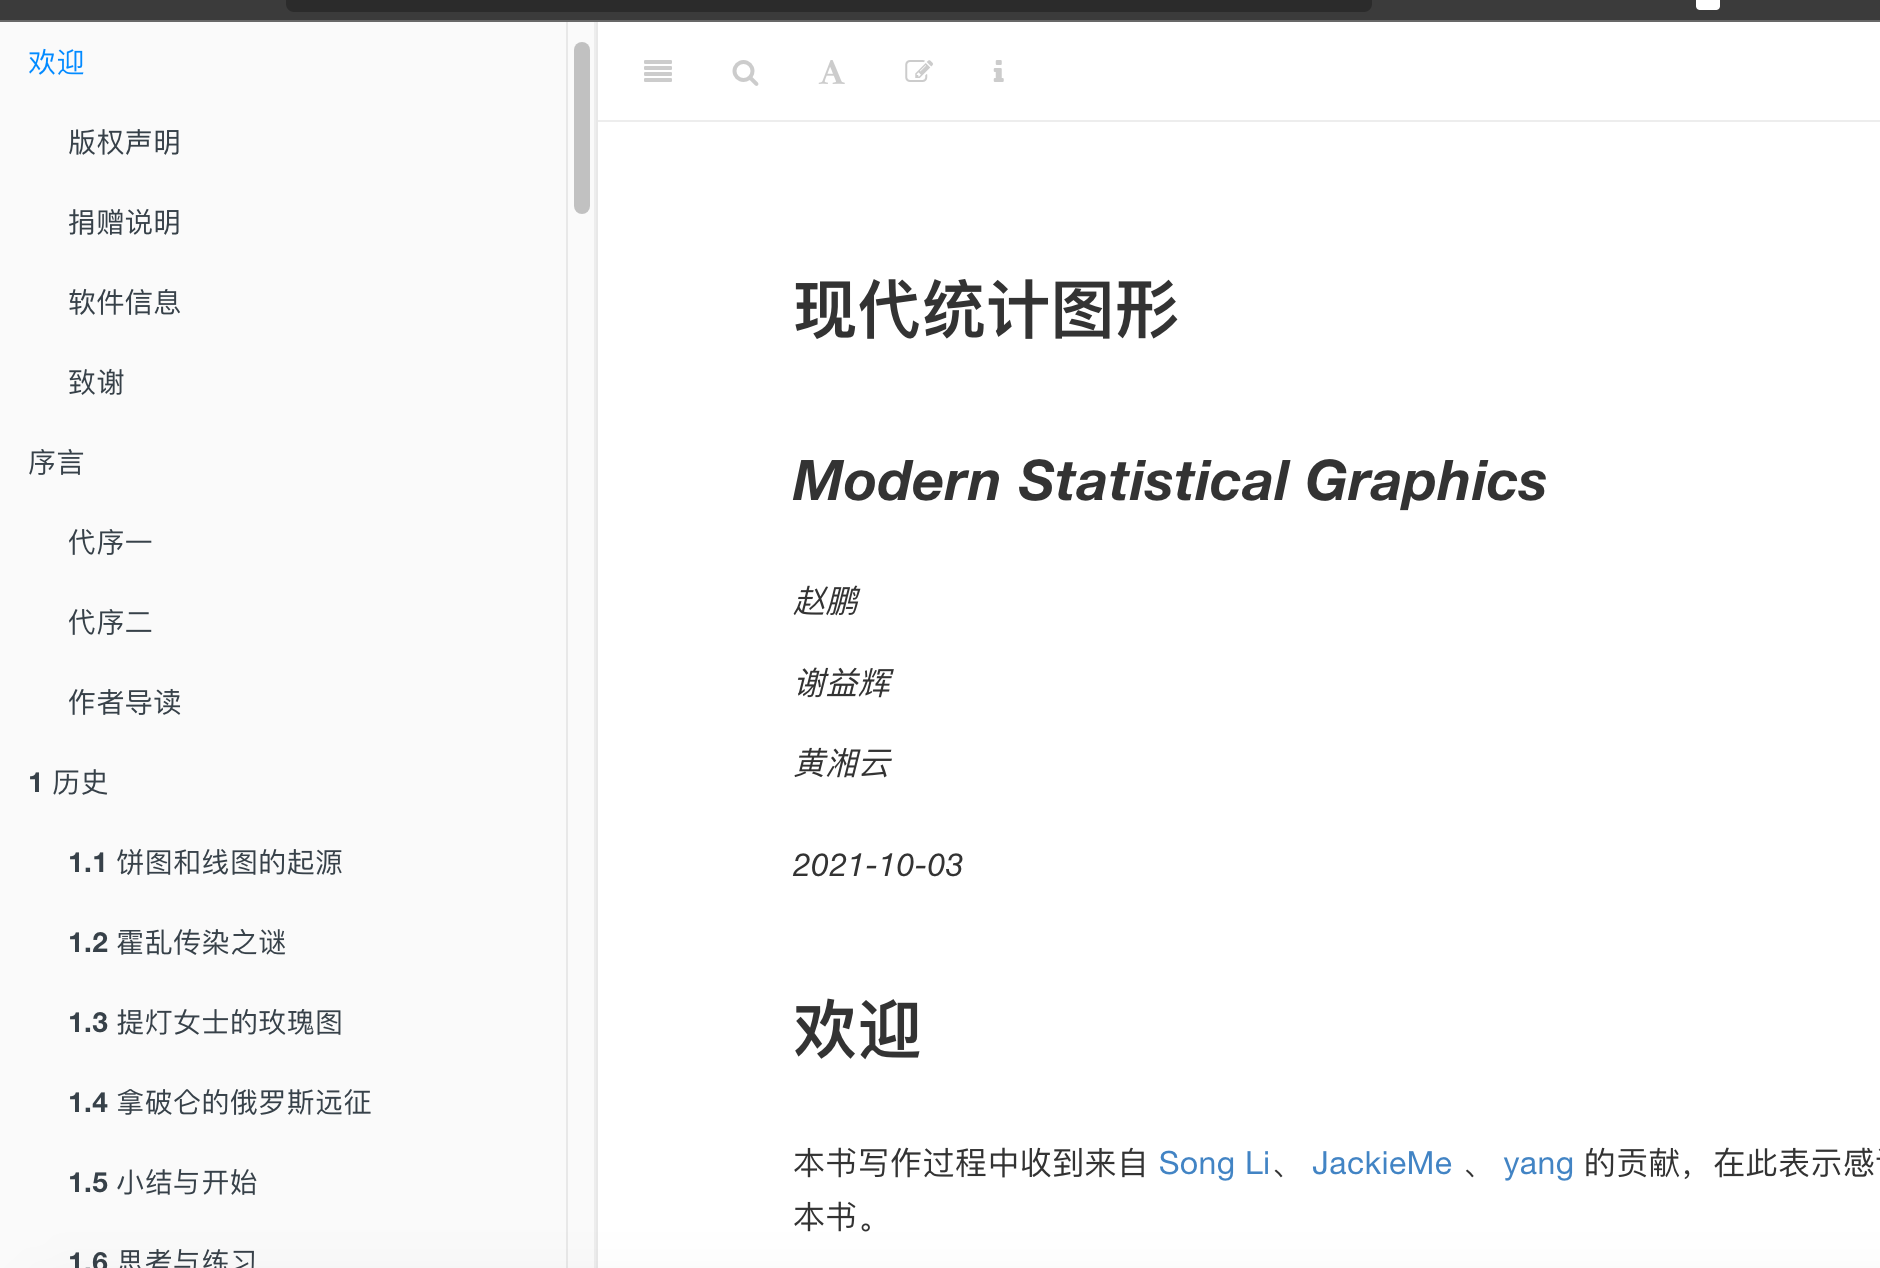 欢迎
版权声明
捐赠说明
软件信息
致谢
序言
代序一
代序二
作者导读
1 历史
1.1 饼图和线图的起源
1.2 霍乱传染之谜
1.3 提灯女士的玫瑰图
1.4 拿破仑的俄罗斯远征
1.5 小结与开始
1.6 思考与练习
现代统计图形
Modern Statistical Graphics
赵鹏
谢益辉
黄湘云
2021-10-03
欢迎
本书写作过程中收到来自 Song Li、 JackieMe 、 yang 的贡献，在此表示感
本书。